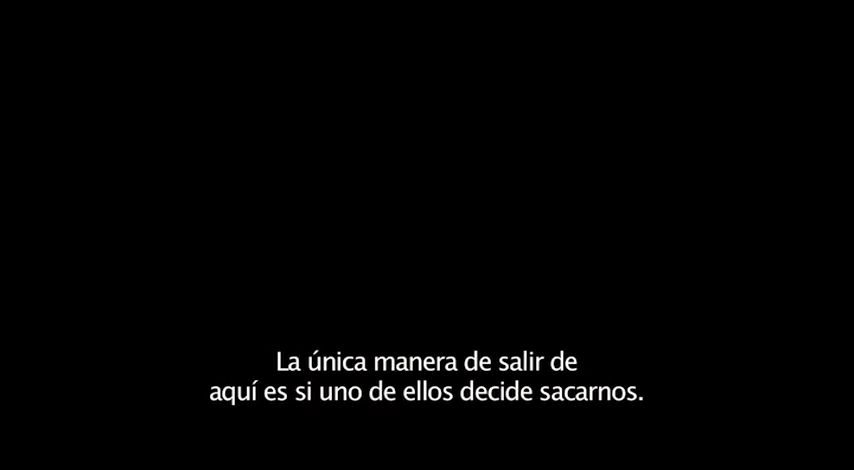 La única manera de salir de
aquí es si uno de ellos decide sacarnos.